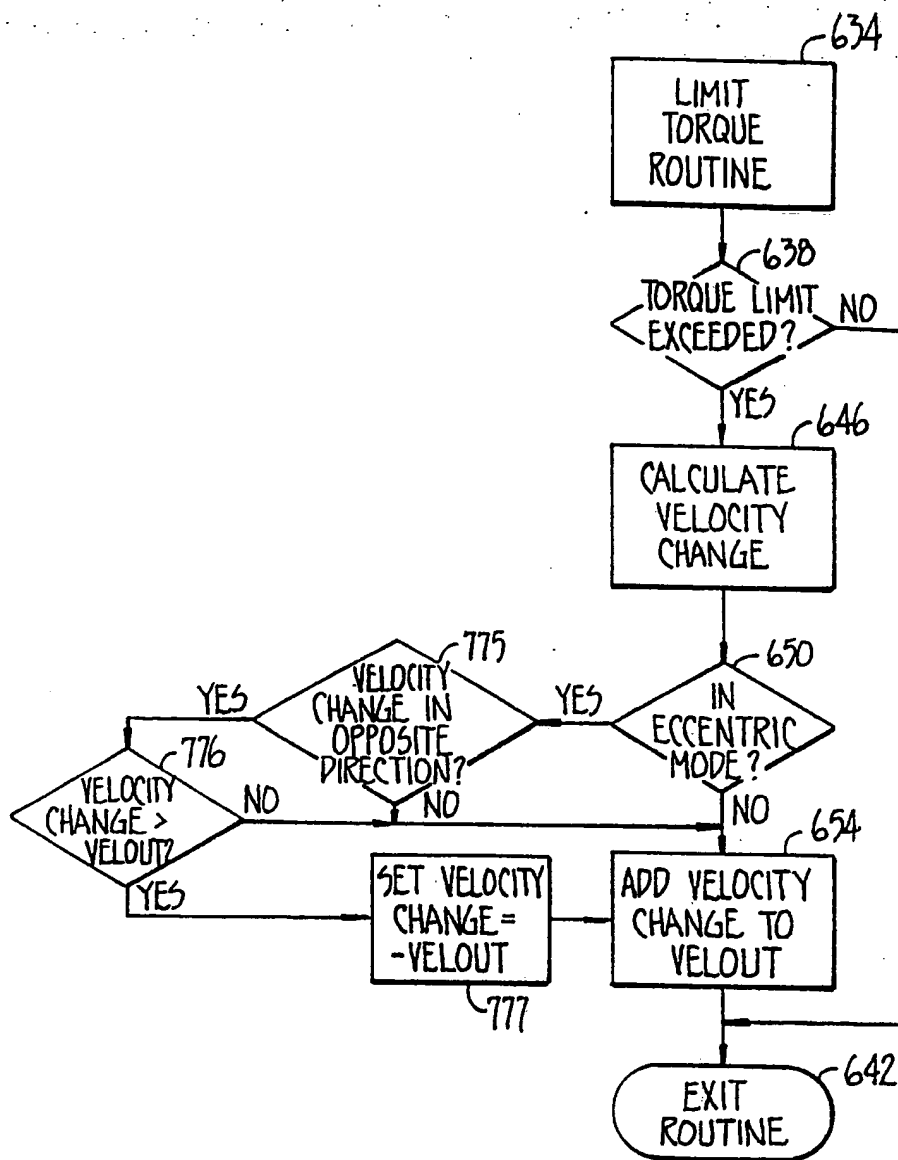 634
LIMIT
TORQUE
ROUTINE
638
TORQUE LIMIT
EXCEEDED?
NO
YES
646
CALCULATE
VELOCITY
CHANGE
650
IN
ECCENTRIC
MODE?
YES
NO
775
VELOCITY
CHANGE IN
OPPOSITE
DIRECTION?
YES
NO
776
VELOCITY
CHANGE >
VELOUT?
NO
YES
SET VELOCITY
CHANGE =
-VELOUT
777
654
ADD VELOCITY
CHANGE TO
VELOUT
642
EXIT
ROUTINE